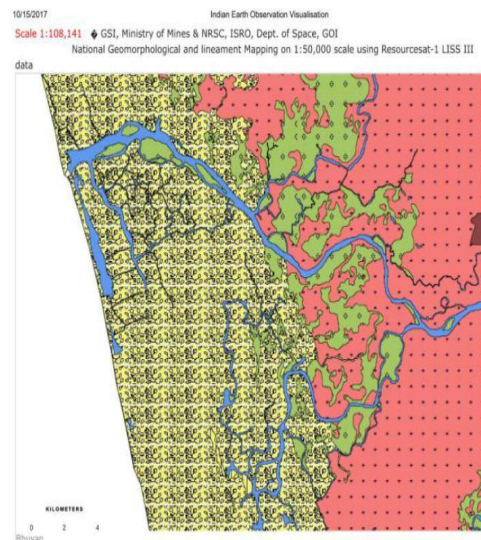 10/15/2017 Indian Earth Observation Visualisation
Scale 1:108,141 � GSI, Ministry of Mines & NRSC, ISRO, Dept. of Space, GOI
National Geomorphological and lineament Mapping on 1:50,000 scale using Resourcesat-1 LISS III
data
KILOMETERS
0 2 4
Bhuvan